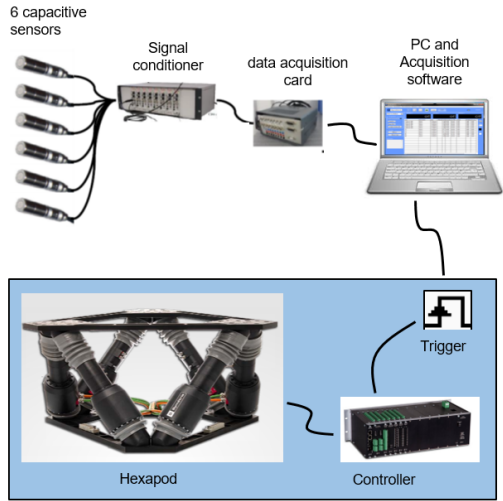 6 capacitive
sensors
Signal
conditioner
data acquisition
card
PC and
Acquisition
software
Trigger
Hexapod
Controller